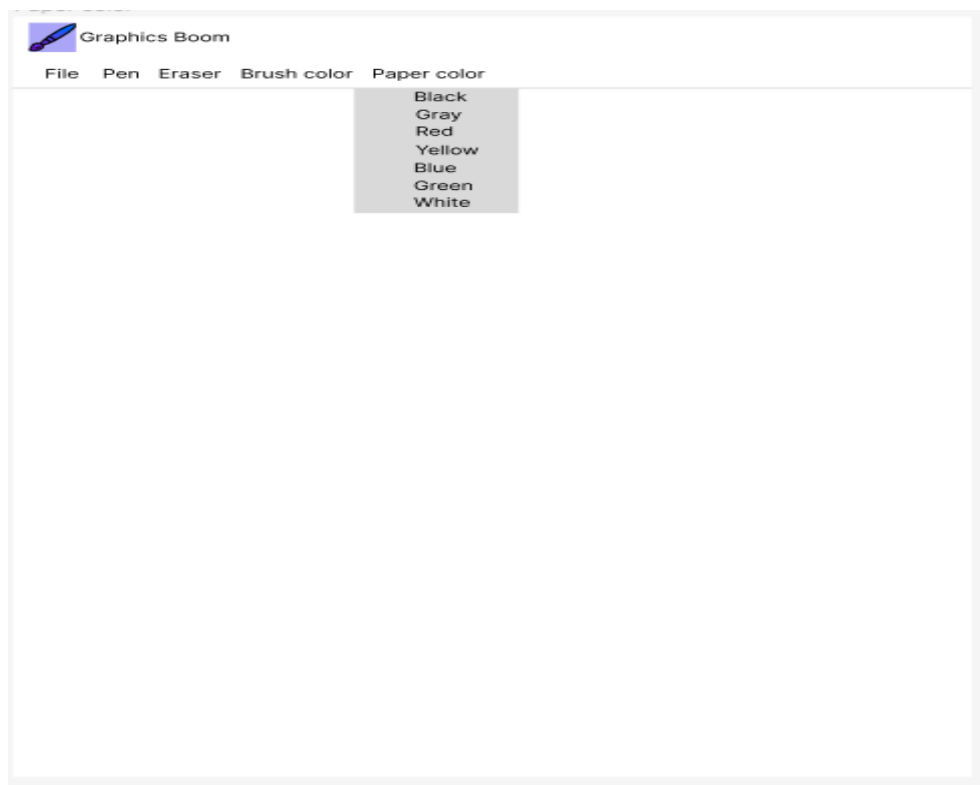 Graphics Boom
File Pen Eraser Brush color Paper color
Black
Gray
Red
Yellow
Blue
Green
White